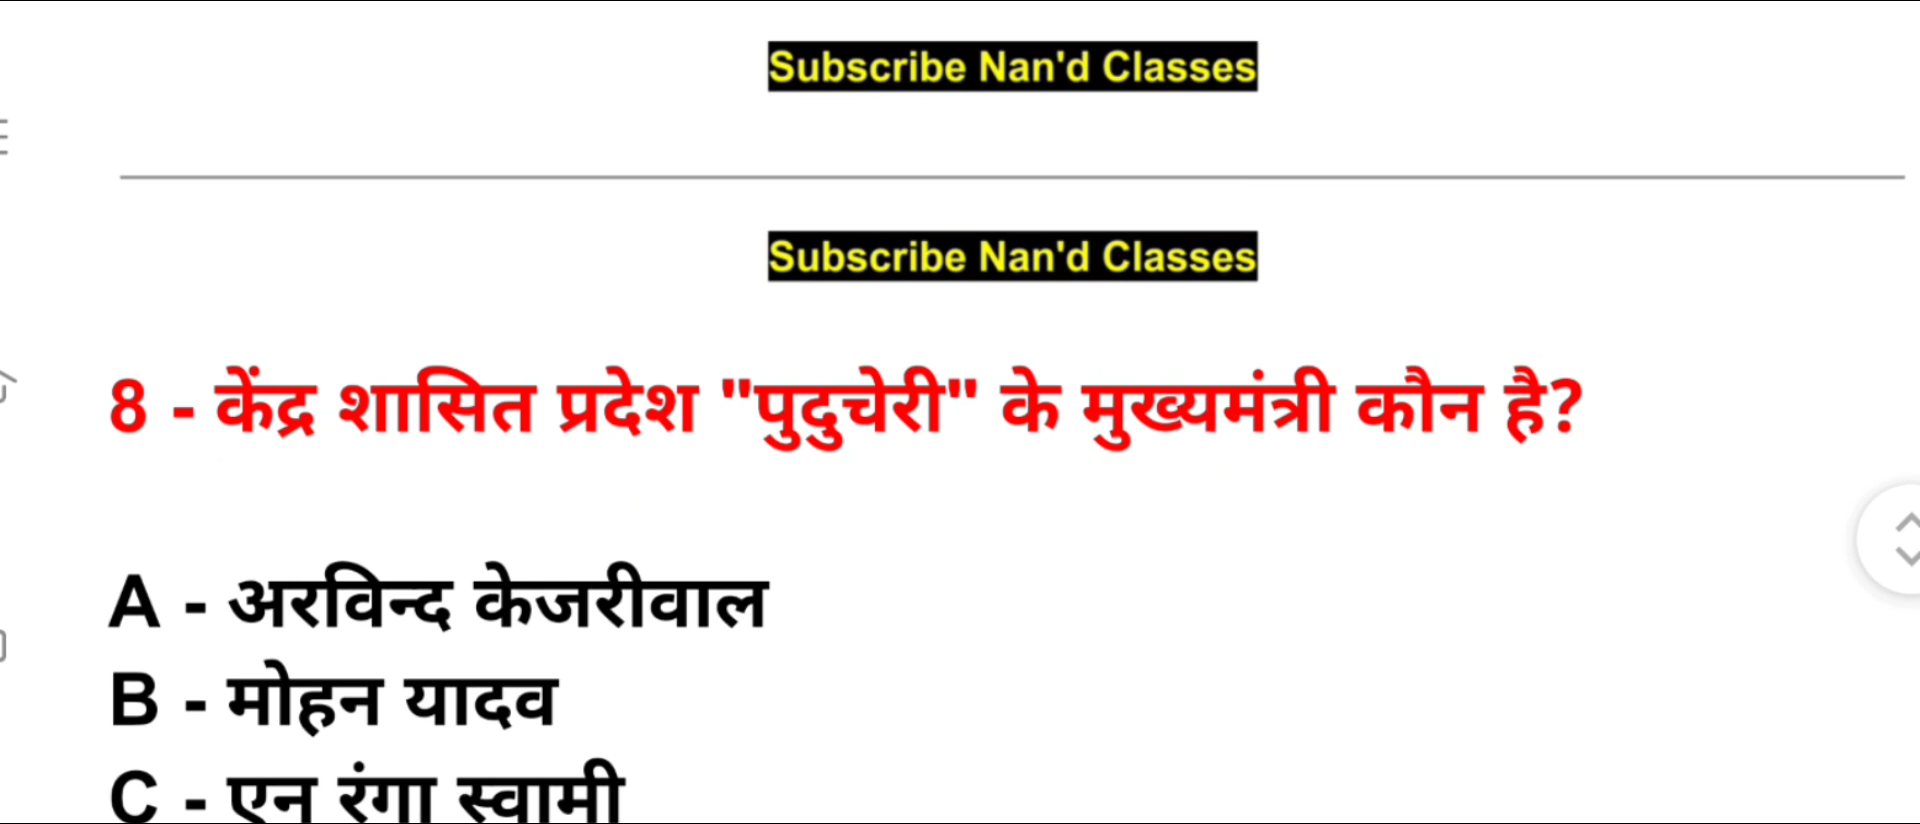 Subscribe Nan'd Classes
Subscribe Nan'd Classes
8 - केंद्र शासित प्रदेश "पुदुचेरी" के मुख्यमंत्री कौन है?
A - अरविन्द केजरीवाल
B - मोहन यादव
C - एन रंगा स्वामी